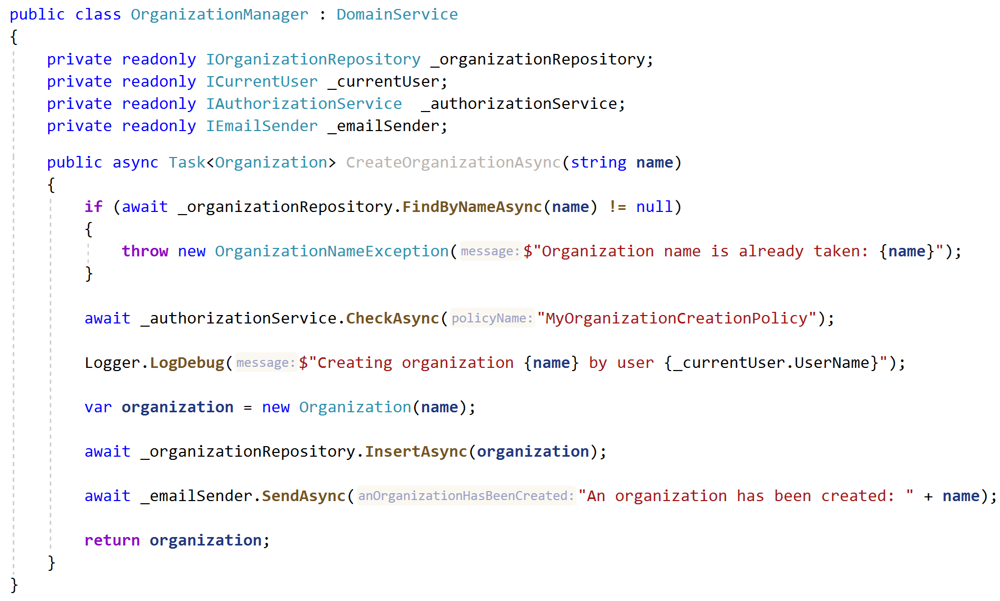 public class OrganizationManager : DomainService
{
    private readonly IOrganizationRepository _organizationRepository;
    private readonly ICurrentUser _currentUser;
    private readonly IAuthorizationService  _authorizationService;
    private readonly IEmailSender _emailSender;

    public async Task<Organization> CreateOrganizationAsync(string name)
    {
        if (await _organizationRepository.FindByNameAsync(name) != null)
        {
            throw new OrganizationNameException(message:$"Organization name is already taken: {name}");
        }

        await _authorizationService.CheckAsync(policyName:"MyOrganizationCreationPolicy");

        Logger.LogDebug(message:$"Creating organization {name} by user {_currentUser.UserName}");

        var organization = new Organization(name);

        await _organizationRepository.InsertAsync(organization);

        await _emailSender.SendAsync(anOrganizationHasBeenCreated:"An organization has been created: " + name);

        return organization;
    }
}